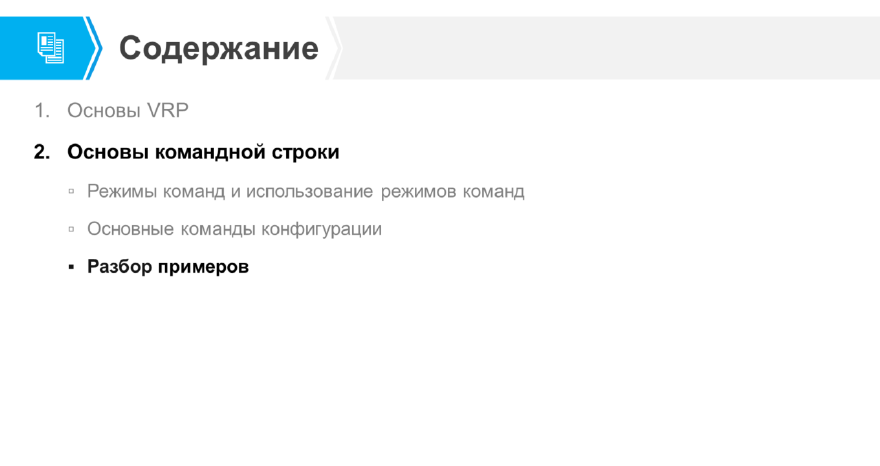 Содержание
1. Основы VRP
2. Основы командной строки
▫ Режимы команд и использование режимов команд
▫ Основные команды конфигурации
▪ Разбор примеров